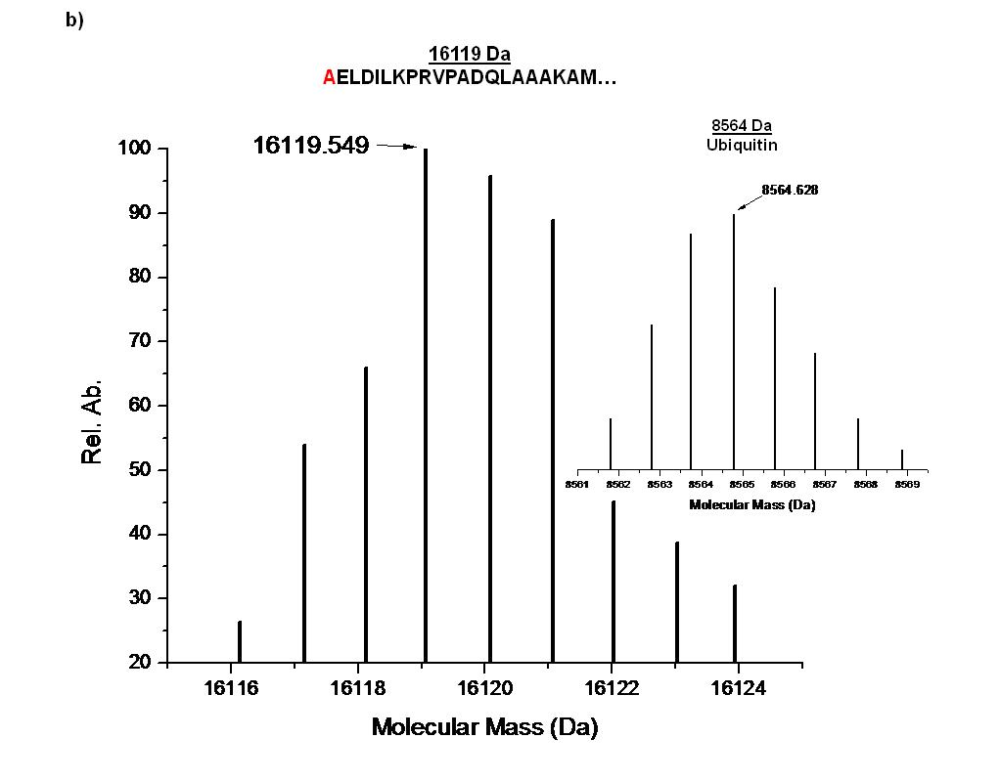 b)
16119 Da
AELDILKPRVPADQLAAAKAM...
8564 Da
Ubiquitin
16119.549
8564.628
100
90
80
70
60
50
40
30
20
Rel. Ab.
8561 8562 8563 8564 8565 8566 8567 8568 8569
Molecular Mass (Da)
16116 16118 16120 16122 16124
Molecular Mass (Da)